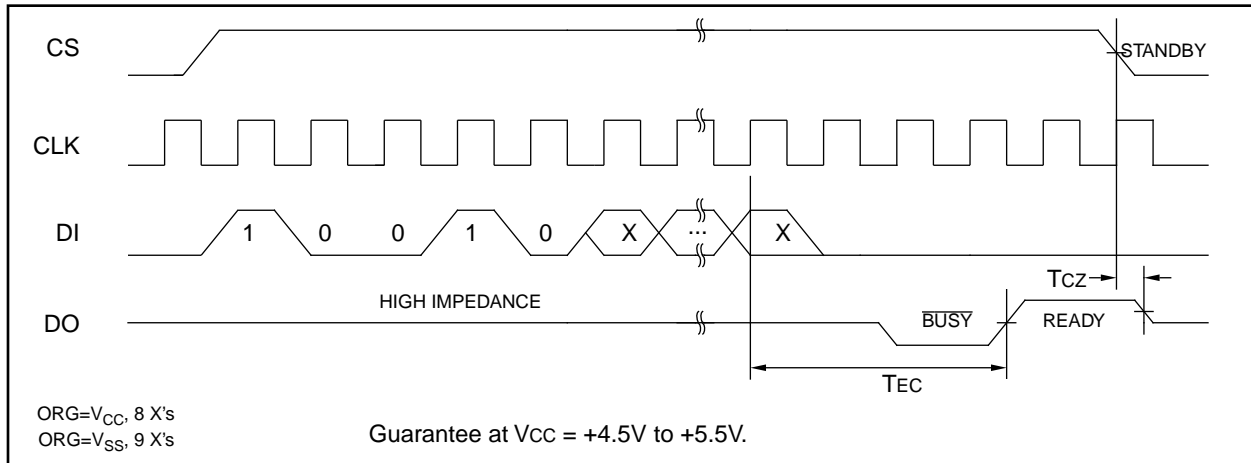 CS
STANDBY
CLK
DI
1 0 0 1 0 X ... X
TCZ
HIGH IMPEDANCE
DO
BUSY
READY
TEC
ORG=VCC, 8 X's
ORG=VSS, 9 X's
Guarantee at VCC = +4.5V to +5.5V.